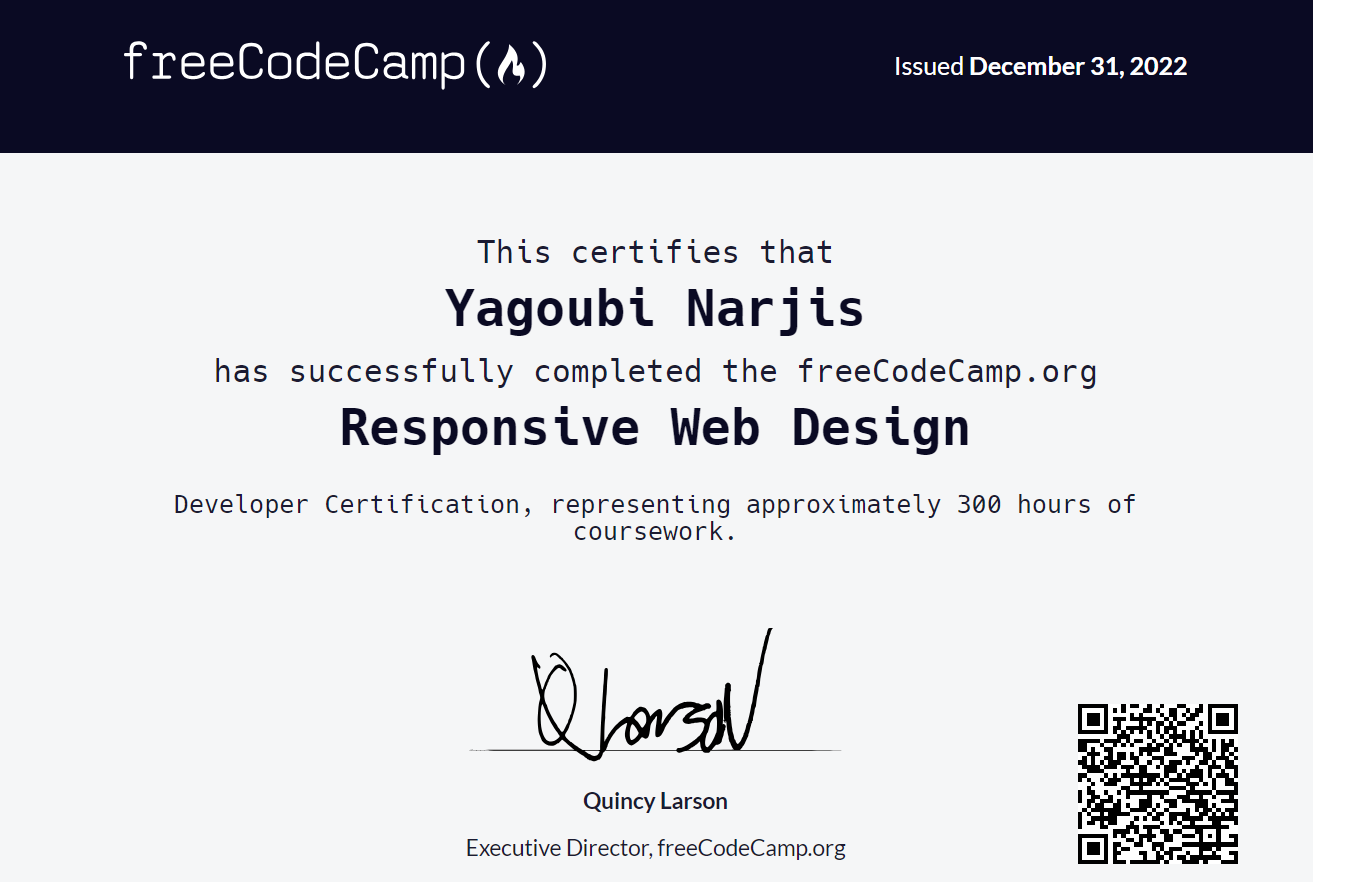 freeCodeCamp(🔥)
Issued December 31, 2022
This certifies that
Yagoubi Narjis
has successfully completed the freeCodeCamp.org
Responsive Web Design
Developer Certification, representing approximately 300 hours of
coursework.
Q Larson
Quincy Larson
Executive Director, freeCodeCamp.org